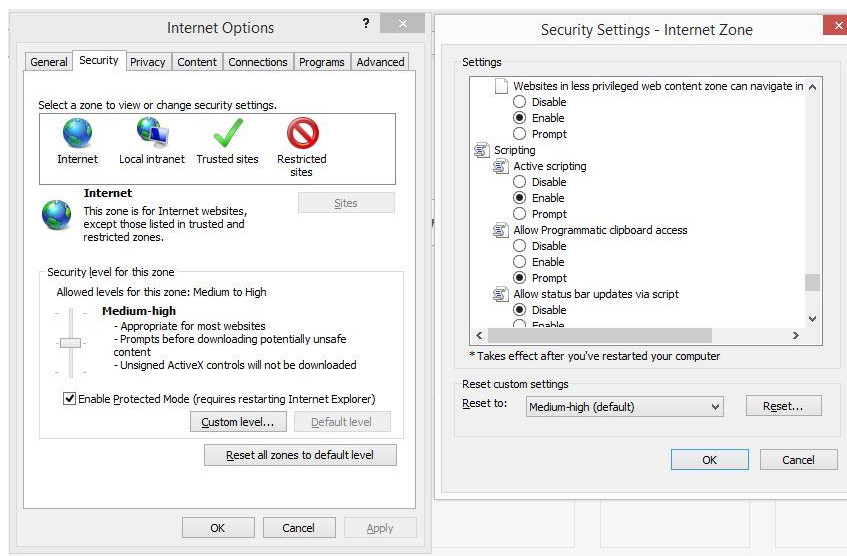 Internet Options
?
General
Security
Privacy
Content
Connections
Programs
Advanced
Select a zone to view or change security settings.
Internet
Local intranet
Trusted sites
Restricted
sites
Internet
Sites
This zone is for Internet websites,
except those listed in trusted and
restricted zones.
Security level for this zone
Allowed levels for this zone: Medium to High
Medium-high
- Appropriate for most websites
- Prompts before downloading potentially unsafe
content
- Unsigned ActiveX controls will not be downloaded
Enable Protected Mode (requires restarting Internet Explorer)
Custom level...
Default level
Reset all zones to default level
OK
Cancel
Apply
Security Settings - Internet Zone
Settings
Websites in less privileged web content zone can navigate in
Disable
Enable
Prompt
Scripting
Active scripting
Disable
Enable
Prompt
Allow Programmatic clipboard access
Disable
Enable
Prompt
Allow status bar updates via script
Disable
Enable
* Takes effect after you've restarted your computer
Reset custom settings
Reset to:
Medium-high (default)
Reset...
OK
Cancel